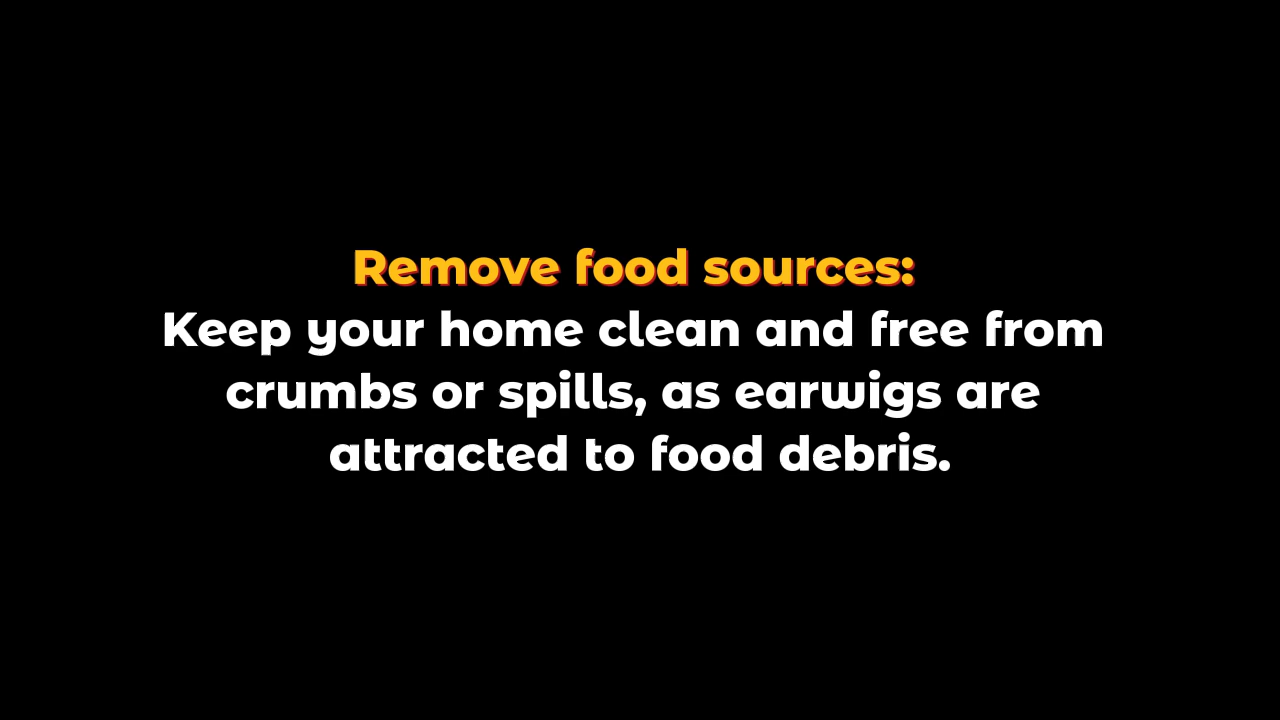 Remove food sources:
Keep your home clean and free from
crumbs or spills, as earwigs are
attracted to food debris.